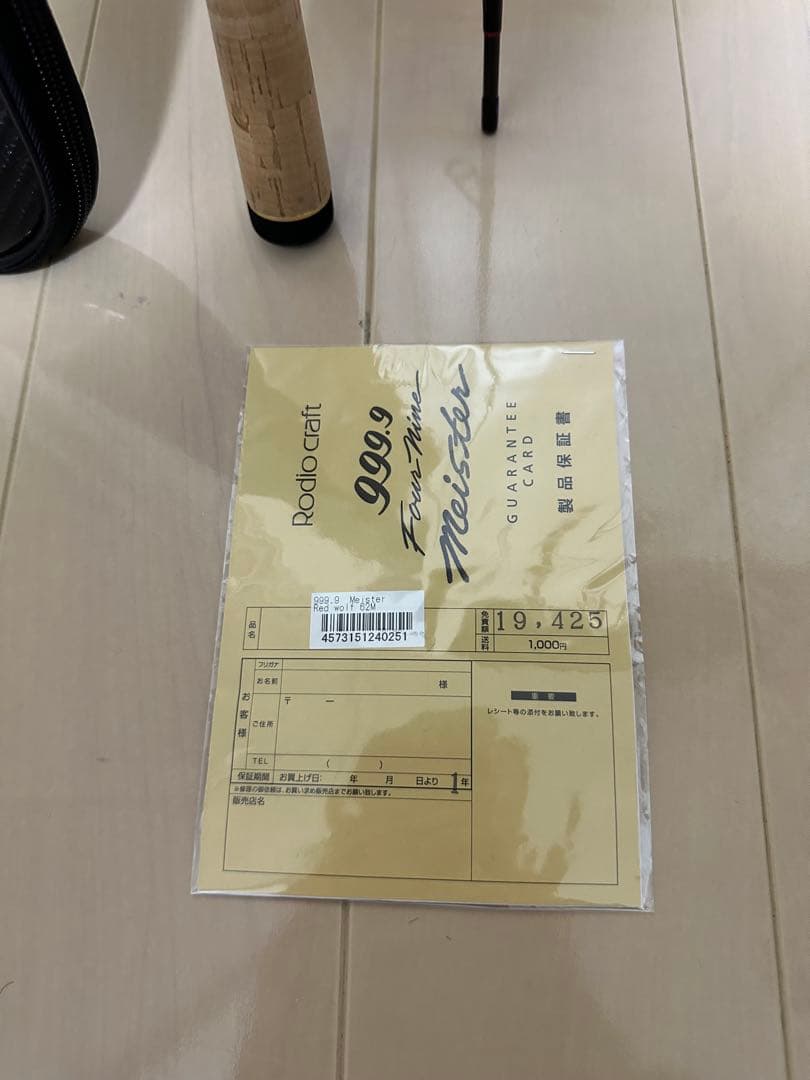 Rodio craft
999.9
Four Nine
Meister
GUARANTEE
CARD
製品保証書
品名
999.9 Meister
Red wolf 62M
4573151240251
免責額 19,425
送料 1,000円
お客様
フリガナ
お名前 様
ご住所 〒 ー
TEL ( )
保証期間 お買上げ日: 年 月 日より 1年
※修理の御依頼は、お買い求め販売店までお願い致します。
販売店名
重要
レシート等の添付をお願い致します。